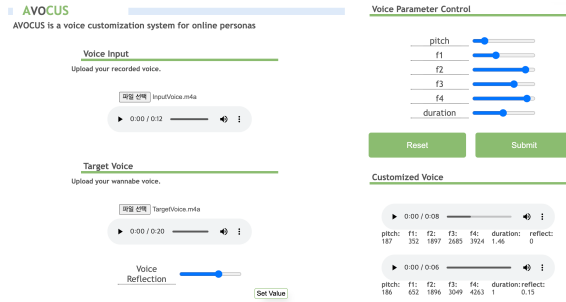 AVOCUS
AVOCUS is a voice customization system for online personas
Voice Input
Upload your recorded voice.
파일 선택 InputVoice.m4a
0:00 / 0:12
Target Voice
Upload your wannabe voice.
파일 선택 TargetVoice.m4a
0:00 / 0:20
Voice
Reflection
Set Value
Voice Parameter Control
pitch
f1
f2
f3
f4
duration
Reset Submit
Customized Voice
0:00 / 0:08
pitch: f1: f2: f3: f4: duration: reflect:
187 352 1897 2685 3924 1.46 0
0:00 / 0:06
pitch: f1: f2: f3: f4: duration: reflect:
186 652 1896 3049 4263 1 0.15